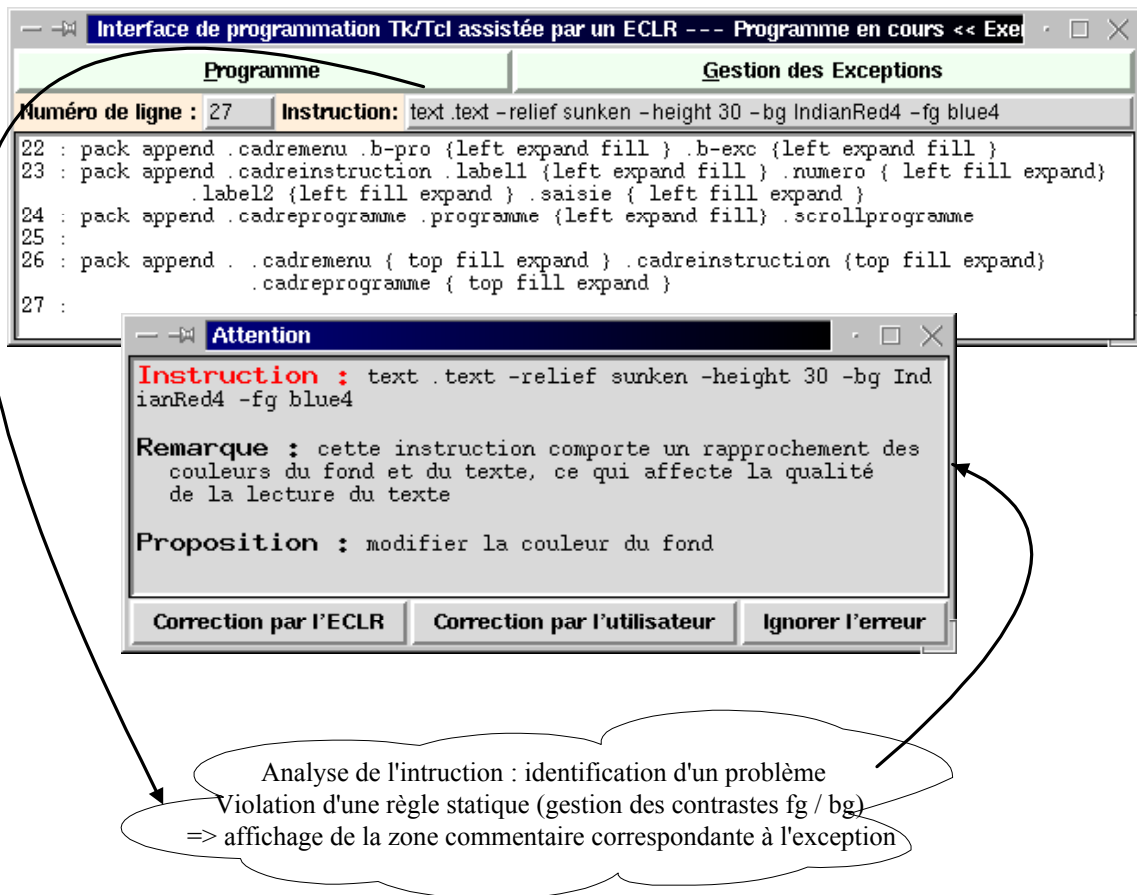 Interface de programmation Tk/Tcl assistée par un ECLR --- Programme en cours << Exe
Programme
Gestion des Exceptions
Numéro de ligne : 27 Instruction: text .text -relief sunken -height 30 -bg IndianRed4 -fg blue4
22 : pack append .cadremenu .b-pro {left expand fill } .b-exc {left expand fill }
23 : pack append .cadreinstruction .label1 {left expand fill } .numero { left fill expand}
.label2 {left fill expand } .saisie { left fill expand }
24 : pack append .cadreprogramme .programme {left expand fill} .scrollprogramme
25 :
26 : pack append . .cadremenu { top fill expand } .cadreinstruction {top fill expand}
.cadreprogramme { top fill expand }
27 :
Attention
Instruction : text .text -relief sunken -height 30 -bg Ind
ianRed4 -fg blue4
Remarque : cette instruction comporte un rapprochement des
couleurs du fond et du texte, ce qui affecte la qualité
de la lecture du texte
Proposition : modifier la couleur du fond
Correction par l'ECLR
Correction par l'utilisateur
Ignorer l'erreur
Analyse de l'intruction : identification d'un problème
Violation d'une règle statique (gestion des contrastes fg / bg)
=> affichage de la zone commentaire correspondante à l'exception